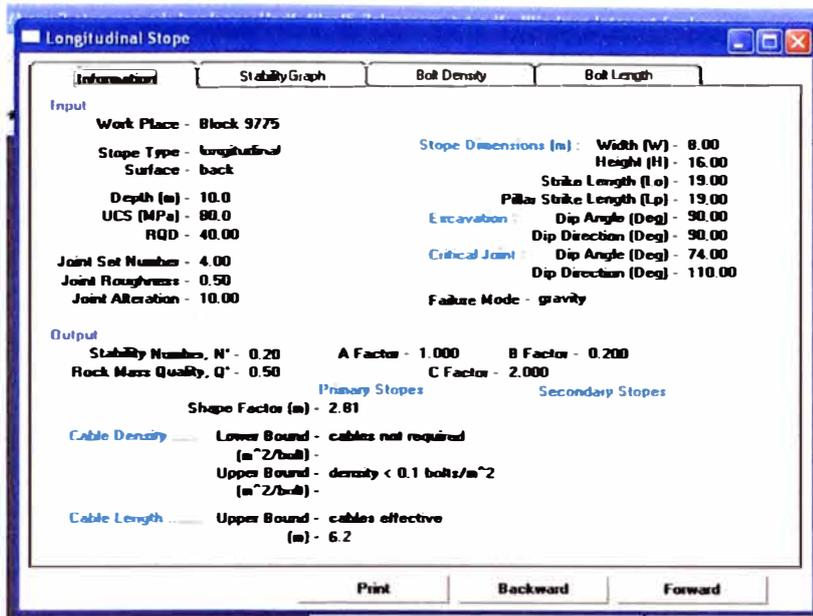 Longitudinal Stope
Information
Stability Graph
Bolt Density
Bolt Length
Input
Work Place - Block 9775
Stope Type - longitudinal
Surface - back
Depth (m) - 10.0
UCS (MPa) - 80.0
RQD - 40.00
Joint Set Number - 4.00
Joint Roughness - 0.50
Joint Alteration - 10.00
Stope Dimensions (m) : Width (W) - 8.00
Height (H) - 16.00
Strike Length (Lo) - 19.00
Pillar Strike Length (Lp) - 19.00
Excavation : Dip Angle (Deg) - 90.00
Dip Direction (Deg) - 90.00
Critical Joint : Dip Angle (Deg) - 74.00
Dip Direction (Deg) - 110.00
Failure Mode - gravity
Output
Stability Number, N' - 0.20 A Factor - 1.000 B Factor - 0.200
Rock Mass Quality, Q' - 0.50 C Factor - 2.000
Primary Stopes Secondary Stopes
Shape Factor (m) - 2.81
Cable Density ..... Lower Bound - cables not required
(m^2/bolt) -
Upper Bound - density < 0.1 bolts/m^2
(m^2/bolt) -
Cable Length ..... Upper Bound - cables effective
(m) - 6.2
Print
Backward
Forward